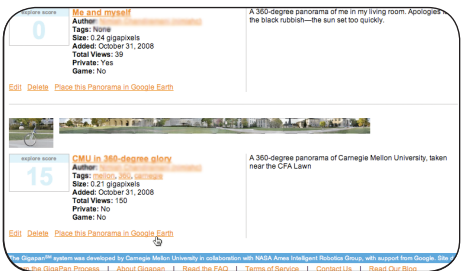 explore score
0
Me and myself
Author:
Tags: None
Size: 0.24 gigapixels
Added: October 31, 2008
Total Views: 39
Private: Yes
Game: No
A 360-degree panorama of me in my living room. Apologies
the black rubbish—the sun set too quickly.
Edit Delete Place this Panorama in Google Earth
explore score
15
CMU in 360-degree glory
Author:
Tags: mellon, 360, carnegie
Size: 0.21 gigapixels
Added: October 31, 2008
Total Views: 150
Private: No
Game: No
A 360-degree panorama of Carnegie Mellon University, taken
near the CFA Lawn
Edit Delete Place this Panorama in Google Earth
The Gigapan℠ system was developed by Carnegie Mellon University in collaboration with NASA Ames Intelligent Robotics Group, with support from Google. Site
the GigaPan Process | About Gigapan | Read the FAQ | Terms of Service | Contact Us | Read Our Blog